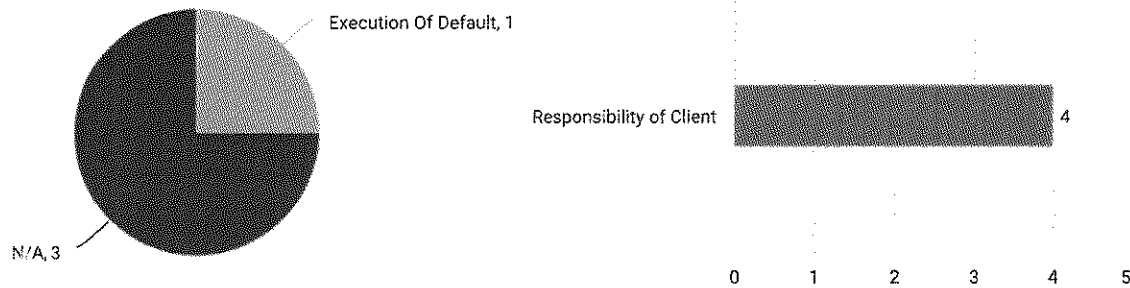 Execution Of Default, 1
N/A, 3
Responsibility of Client
4
0 1 2 3 4 5